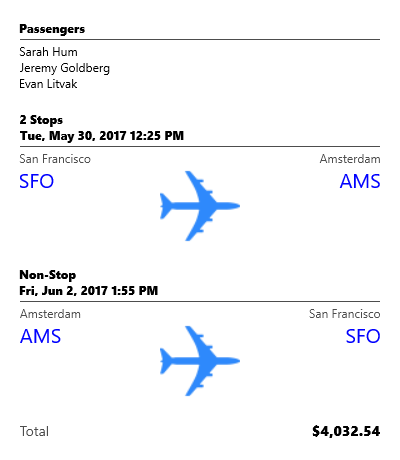 Passengers
Sarah Hum
Jeremy Goldberg
Evan Litvak
2 Stops
Tue, May 30, 2017 12:25 PM
San Francisco Amsterdam
SFO AMS
Non-Stop
Fri, Jun 2, 2017 1:55 PM
Amsterdam San Francisco
AMS SFO
Total $4,032.54